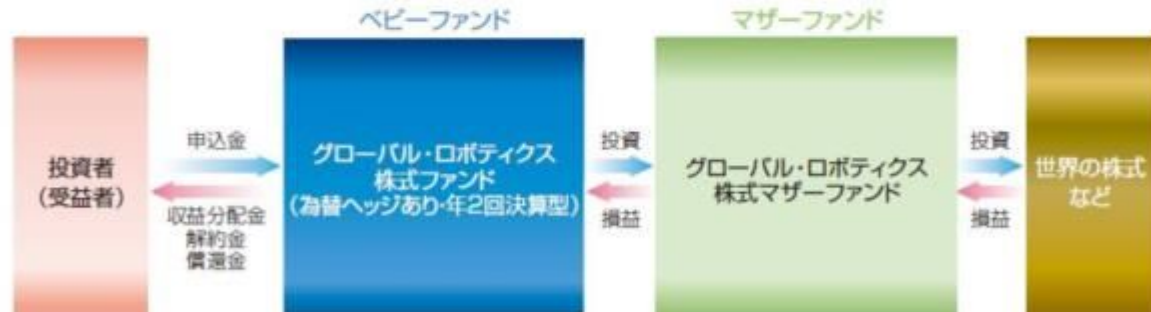 ベビーファンド
マザーファンド
投資者
（受益者）
申込金
収益分配金
解約金
償還金
グローバル・ロボティクス
株式ファンド
（為替ヘッジあり・年2回決算型）
投資
損益
グローバル・ロボティクス
株式マザーファンド
投資
損益
世界の株式
など